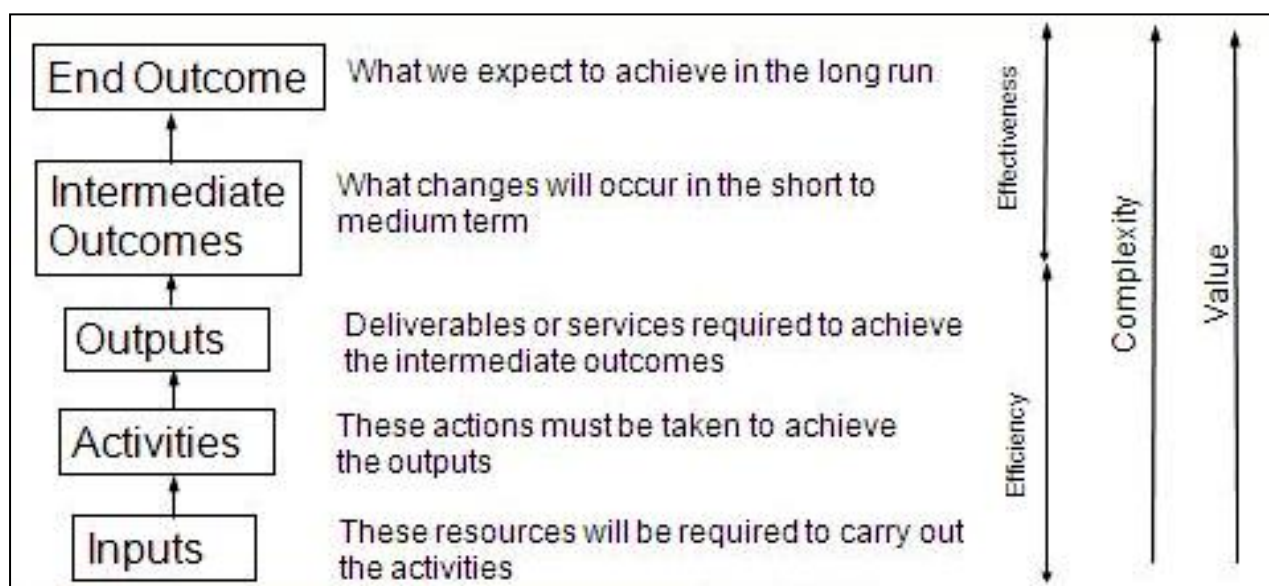 End Outcome
What we expect to achieve in the long run
Intermediate
Outcomes
What changes will occur in the short to
medium term
Outputs
Deliverables or services required to achieve
the intermediate outcomes
Activities
These actions must be taken to achieve
the outputs
Inputs
These resources will be required to carry out
the activities
Effectiveness
Efficiency
Complexity
Value